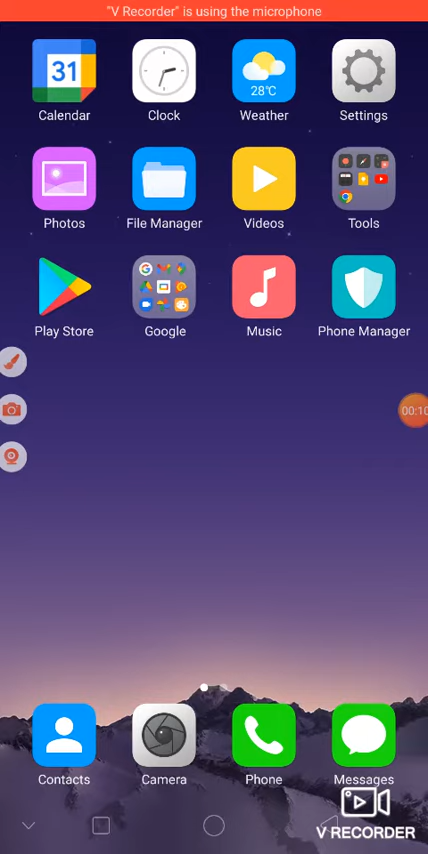 "V Recorder" is using the microphone
31
28℃
Calendar
Clock
Weather
Settings
Photos
File Manager
Videos
Tools
Play Store
Google
Music
Phone Manager
00:10
Contacts
Camera
Phone
Messages
V RECORDER